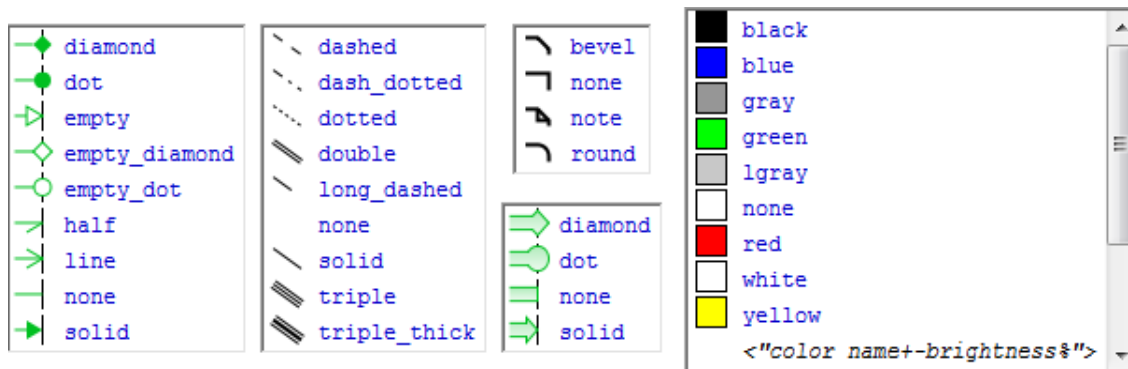 diamond
dot
empty
empty_diamond
empty_dot
half
line
none
solid
dashed
dash_dotted
dotted
double
long_dashed
none
solid
triple
triple_thick
bevel
none
note
round
diamond
dot
none
solid
black
blue
gray
green
lgray
none
red
white
yellow
<"color name+-brightness%">